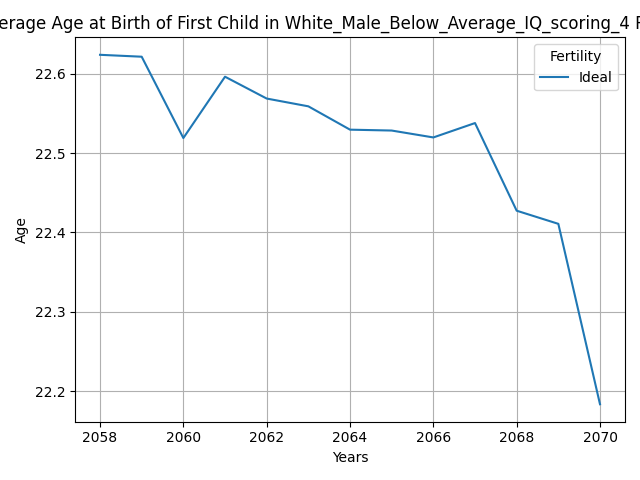 erage Age at Birth of First Child in White_Male_Below_Average_IQ_scoring_4
Fertility
Ideal
22.6
22.5
22.4
22.3
22.2
Age
2058 2060 2062 2064 2066 2068 2070
Years